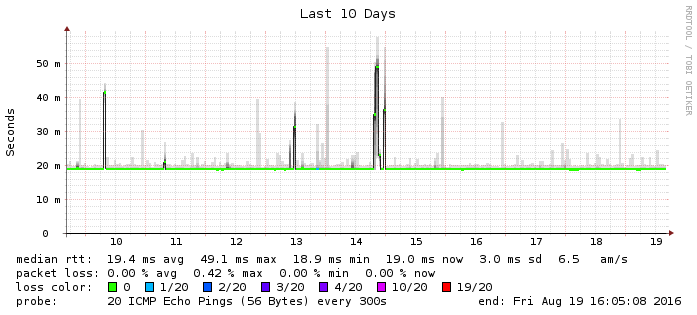 Last 10 Days
RRDTOOL / TOBI OETIKER
Seconds
50 m
40 m
30 m
20 m
10 m
0
10 11 12 13 14 15 16 17 18 19
median rtt: 19.4 ms avg 49.1 ms max 18.9 ms min 19.0 ms now 3.0 ms sd 6.5 am/s
packet loss: 0.00 % avg 0.42 % max 0.00 % min 0.00 % now
loss color: 0 1/20 2/20 3/20 4/20 10/20 19/20
probe: 20 ICMP Echo Pings (56 Bytes) every 300s end: Fri Aug 19 16:05:08 2016